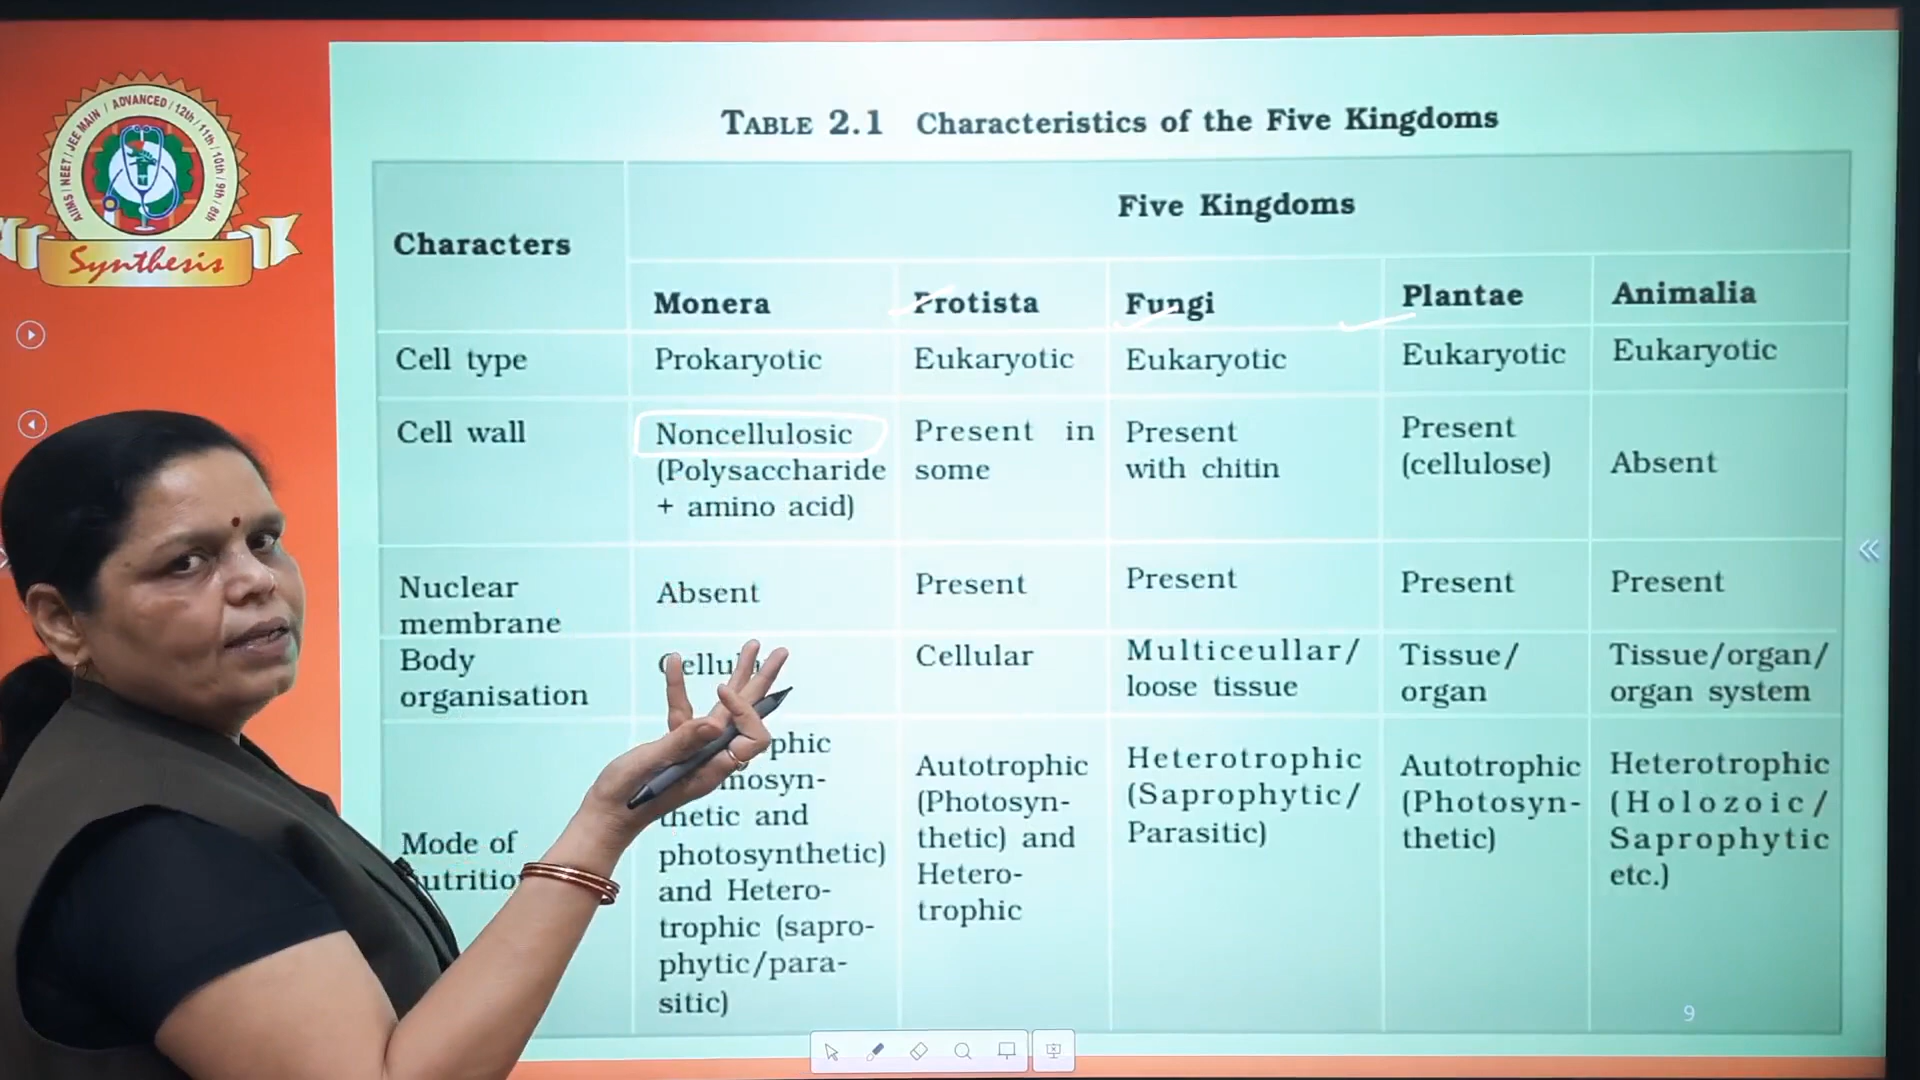 AIIMS / NEET / JEE MAIN / ADVANCED / 12th / 11th / 10th / 9th / 8th
Synthesis
TABLE 2.1 Characteristics of the Five Kingdoms
Characters
Five Kingdoms
Monera Protista Fungi Plantae Animalia
Cell type Prokaryotic Eukaryotic Eukaryotic Eukaryotic Eukaryotic
Cell wall
Noncellulosic
(Polysaccharide
+ amino acid)
Present in
some
Present
with chitin
Present
(cellulose)
Absent
Nuclear
membrane
Absent Present Present Present Present
Body
organisation
Cellular
Multiceullar/
loose tissue
Tissue/
organ
Tissue/organ/
organ system
Mode of
thetic and
photosynthetic)
and Hetero-
trophic (sapro-
phytic/para-
sitic)
Autotrophic
(Photosyn-
thetic) and
Hetero-
trophic
Heterotrophic
(Saprophytic/
Parasitic)
Autotrophic
(Photosyn-
thetic)
Heterotrophic
(Holozoic/
Saprophytic
etc.)
9